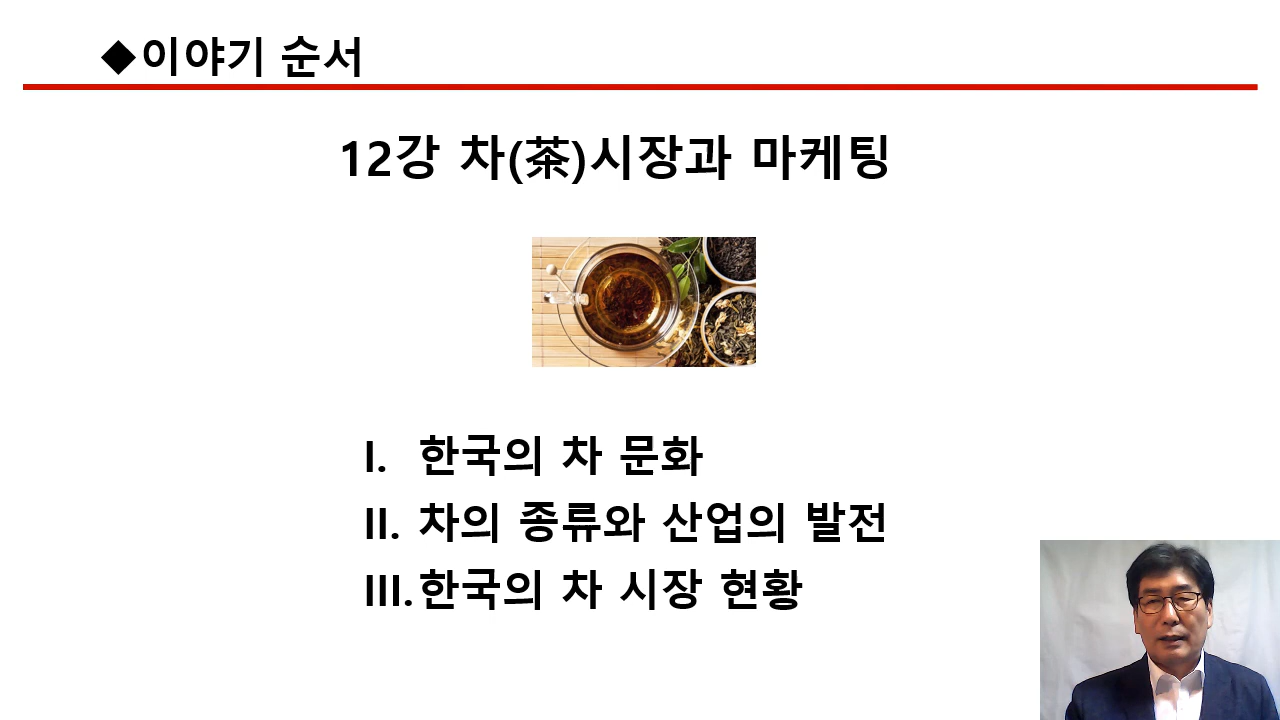 ◆이야기 순서
12강 차(茶)시장과 마케팅
I. 한국의 차 문화
II. 차의 종류와 산업의 발전
III.한국의 차 시장 현황